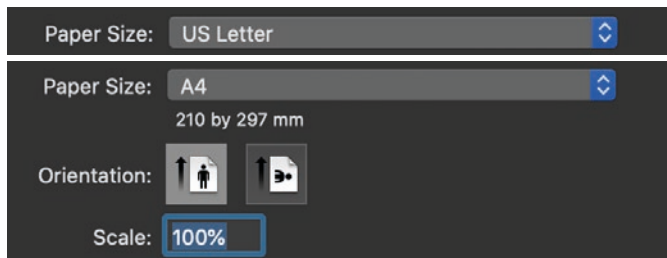 Paper Size: US Letter
Paper Size: A4
210 by 297 mm
Orientation:
Scale: 100%